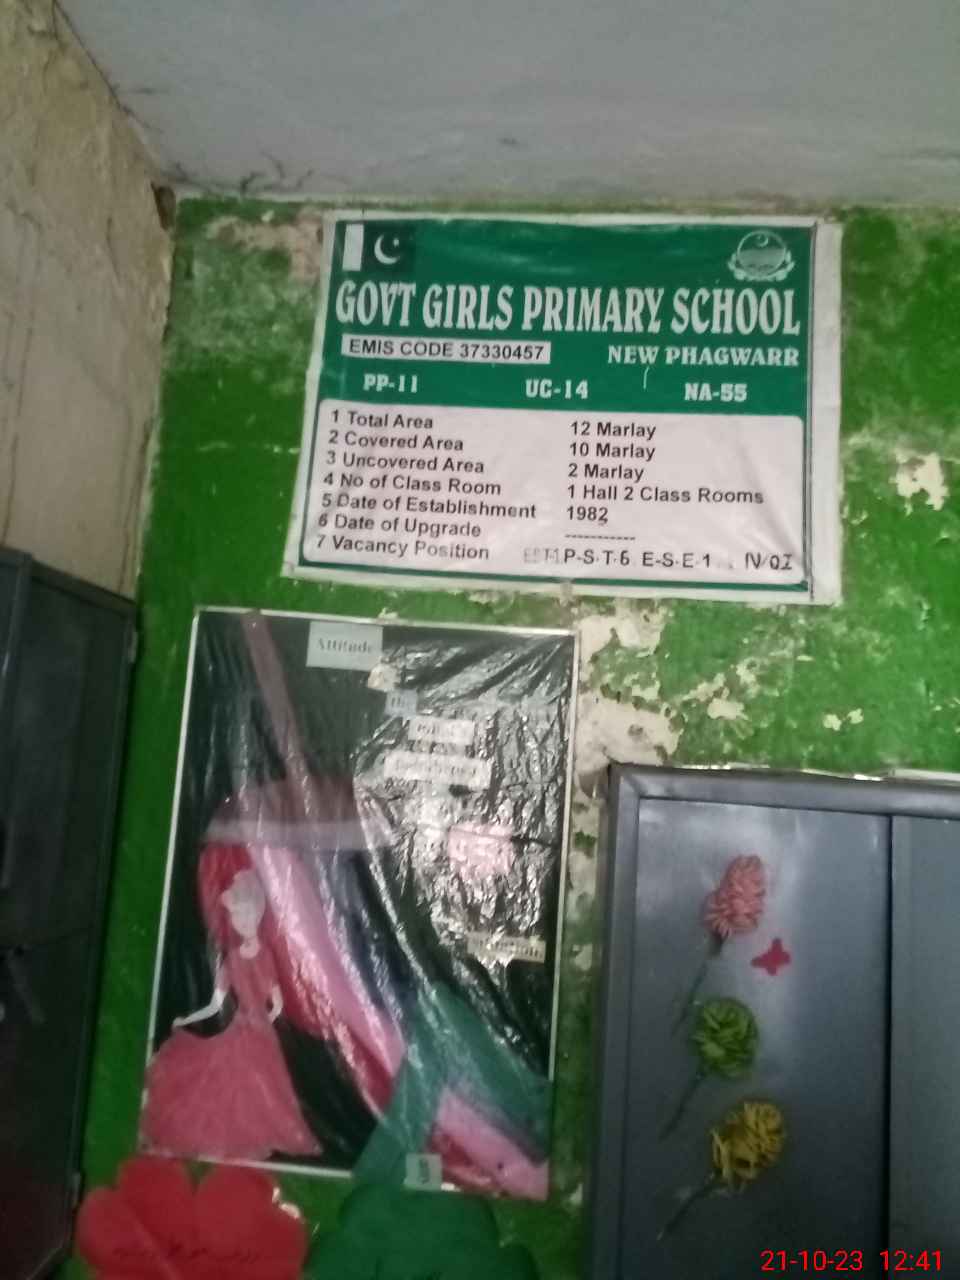 GOVT GIRLS PRIMARY SCHOOL
EMIS CODE 37330457
NEW PHAGWARR
PP-11 UC-14 NA-55
1 Total Area 12 Marlay
2 Covered Area 10 Marlay
3 Uncovered Area 2 Marlay
4 No of Class Room 1 Hall 2 Class Rooms
5 Date of Establishment 1982
6 Date of Upgrade -----------
7 Vacancy Position P-S-T-6 E-S-E-1 IV/01
Attitude
the
21-10-23 12:41